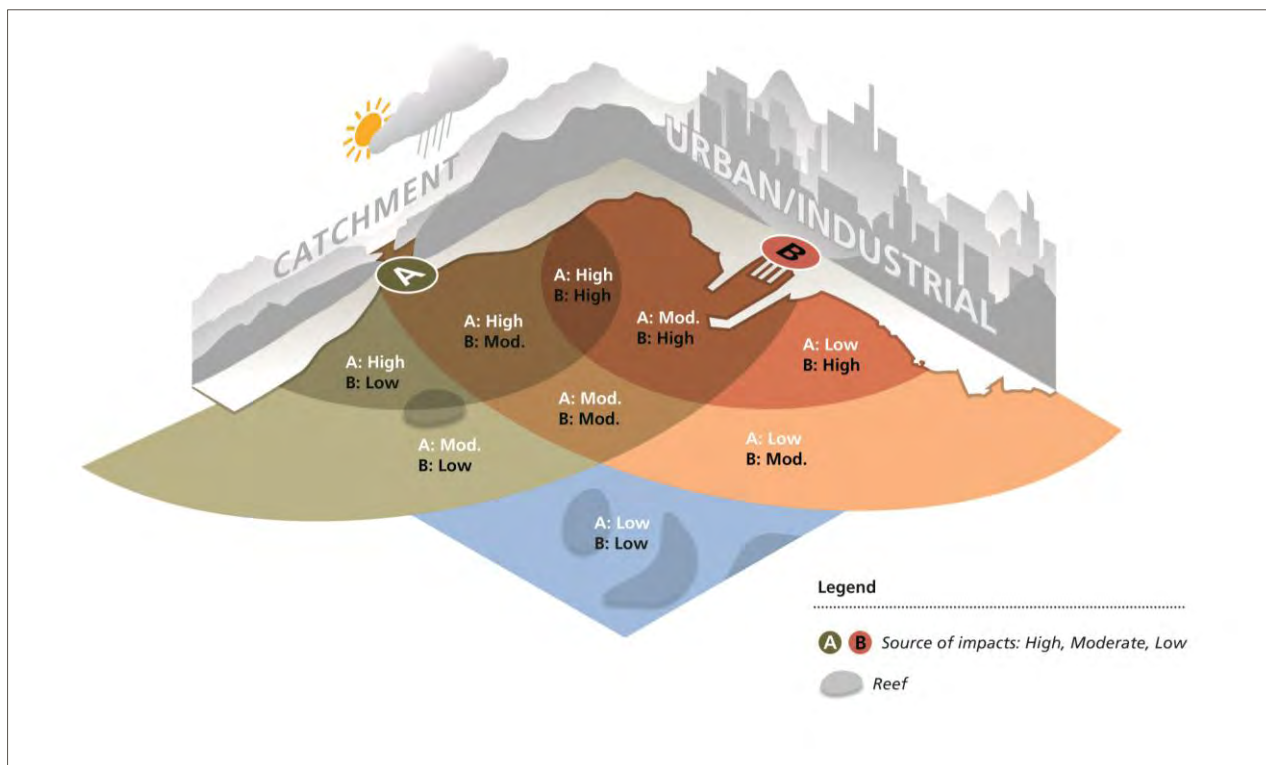 CATCHMENT
URBAN/INDUSTRIAL
A
B
A: High
B: High
A: High
B: Mod.
A: Mod.
B: High
A: Low
B: High
A: High
B: Low
A: Mod.
B: Mod.
A: Mod.
B: Low
A: Low
B: Mod.
A: Low
B: Low
Legend
A B Source of impacts: High, Moderate, Low
Reef